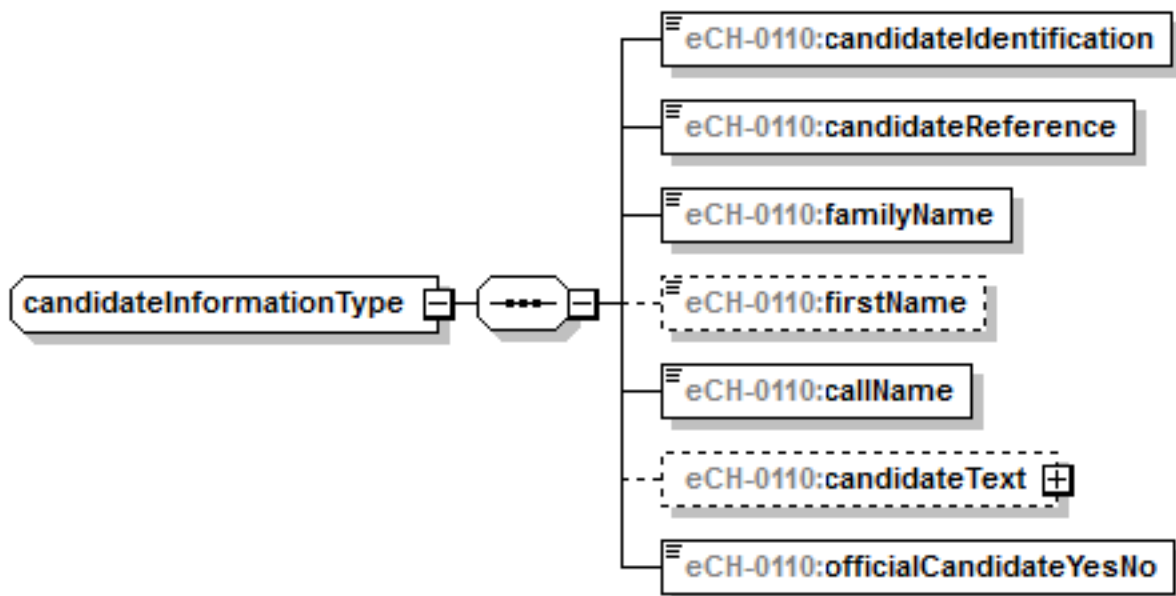 eCH-0110:candidateIdentification
eCH-0110:candidateReference
eCH-0110:familyName
candidateInformationType
eCH-0110:firstName
eCH-0110:callName
eCH-0110:candidateText
eCH-0110:officialCandidateYesNo